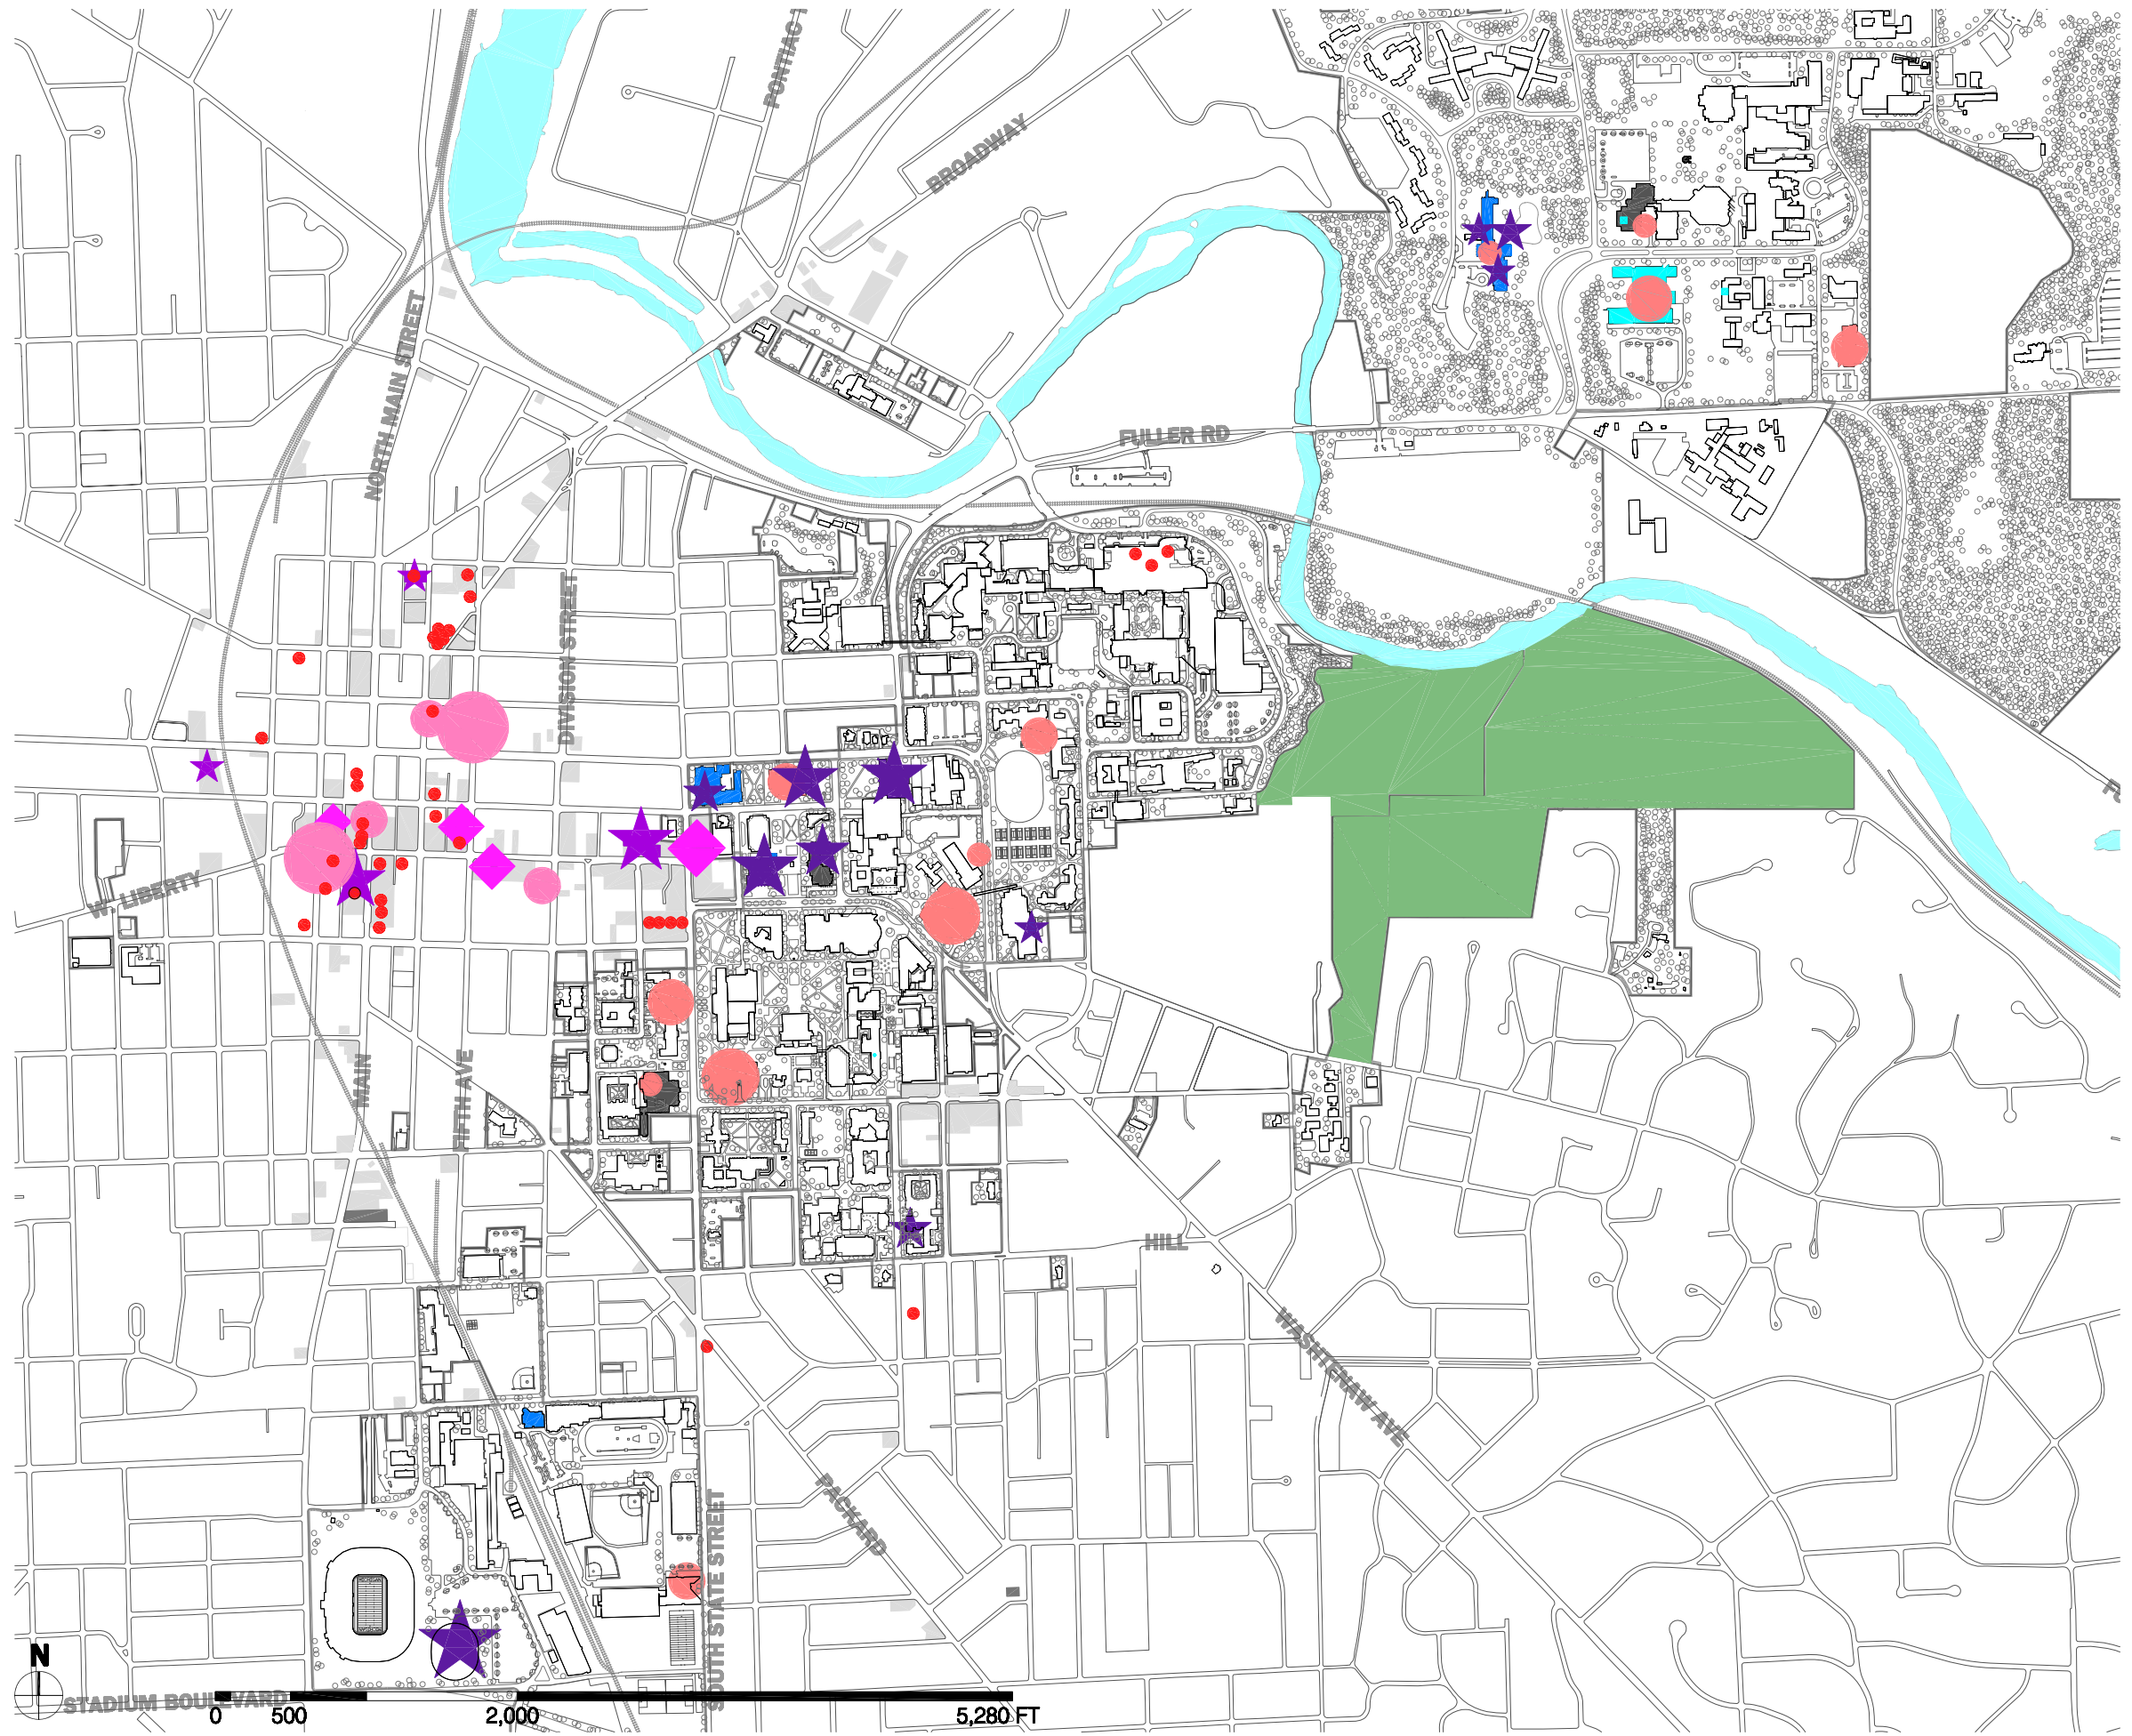 PONTIAC
BROADWAY
NORTH MAIN STREET
FULLER RD
DIVISION STREET
W. LIBERTY
MAIN
FIFTH AVE
HILL
WASHTENAW AVE
PACKARD
SOUTH STATE STREET
N
STADIUM BOULEVARD
0 500 2,000 5,280 FT